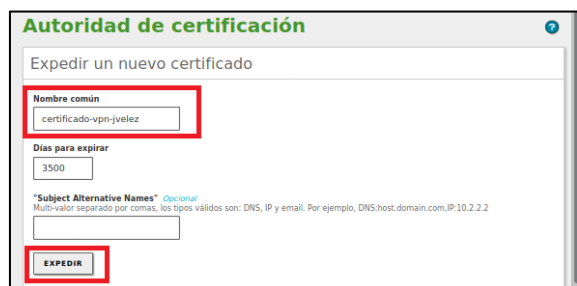 Autoridad de certificación
?
Expedir un nuevo certificado
Nombre común
certificado-vpn-jvelez
Días para expirar
3500
"Subject Alternative Names" Opcional
Multi-valor separado por comas, los tipos válidos son: DNS, IP y email. Por ejemplo, DNS:host.domain.com,IP:10.2.2.2
EXPEDIR